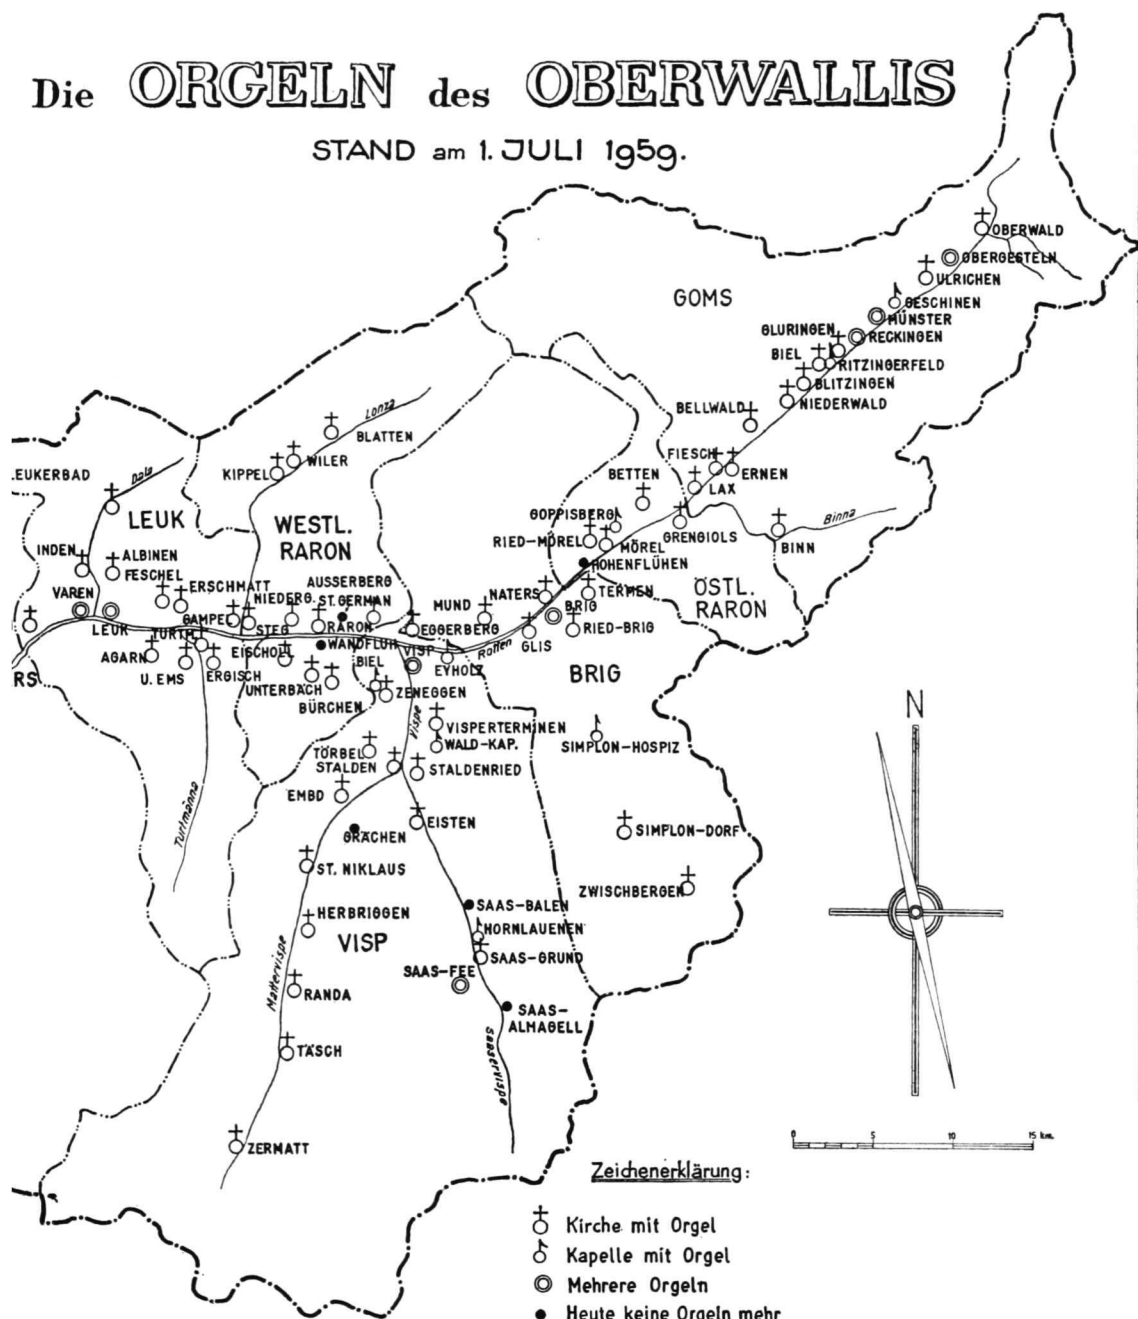 Die ORGELN des OBERWALLIS
STAND am 1. JULI 1959.
OBERWALD
OBERGESTELN
ULRICHEN
GOMS
GESCHINEN
MÜNSTER
GLURINGEN
RECKINGEN
BIEL
RITZINGERFELD
BLITZINGEN
NIEDERWALD
BELLWALD
Lonza
BLATTEN
FIESCH
ERNEN
WILER
KIPPEL
LEUKERBAD
Dala
BETTEN
LAX
LEUK
WESTL.
RARON
GOPPISBERG
GRENGIOLS
Binna
BINN
RIED-MÖREL
MÖREL
HOHENFLÜHEN
INDEN
ALBINEN
FESCHEL
ERSCHMATT
AUSSERBERG
NIEDERG.
ST. GERMAN
MUND
NATERS
TERMEN
ÖSTL.
RARON
VAREN
LEUK
TURTM.
GAMPEL
STEG
RARON
EGGERBERG
BRIG
RIED-BRIG
GLIS
Rotten
AGARN
U. EMS
ERGISCH
EISCHOLL
WANDFLUH
BIEL
VISP
EYHOLZ
BRIG
RS
UNTERBÄCH
BÜRCHEN
ZENEGGEN
Vispe
VISPERTERMINEN
WALD-KAP.
SIMPLON-HOSPIZ
N
TÖRBEL
STALDEN
STALDENRIED
EMBD
Turtmänna
EISTEN
GRÄCHEN
SIMPLON-DORF
ST. NIKLAUS
ZWISCHBERGEN
SAAS-BALEN
HERBRIGGEN
VISP
HORNLAUENEN
SAAS-GRUND
SAAS-FEE
Mattervispe
RANDA
SAAS-
ALMAGELL
Saaservispe
TÄSCH
ZERMATT
0 5 10 15 km.
Zeichenerklärung:
Kirche mit Orgel
Kapelle mit Orgel
Mehrere Orgeln
Heute keine Orgeln mehr